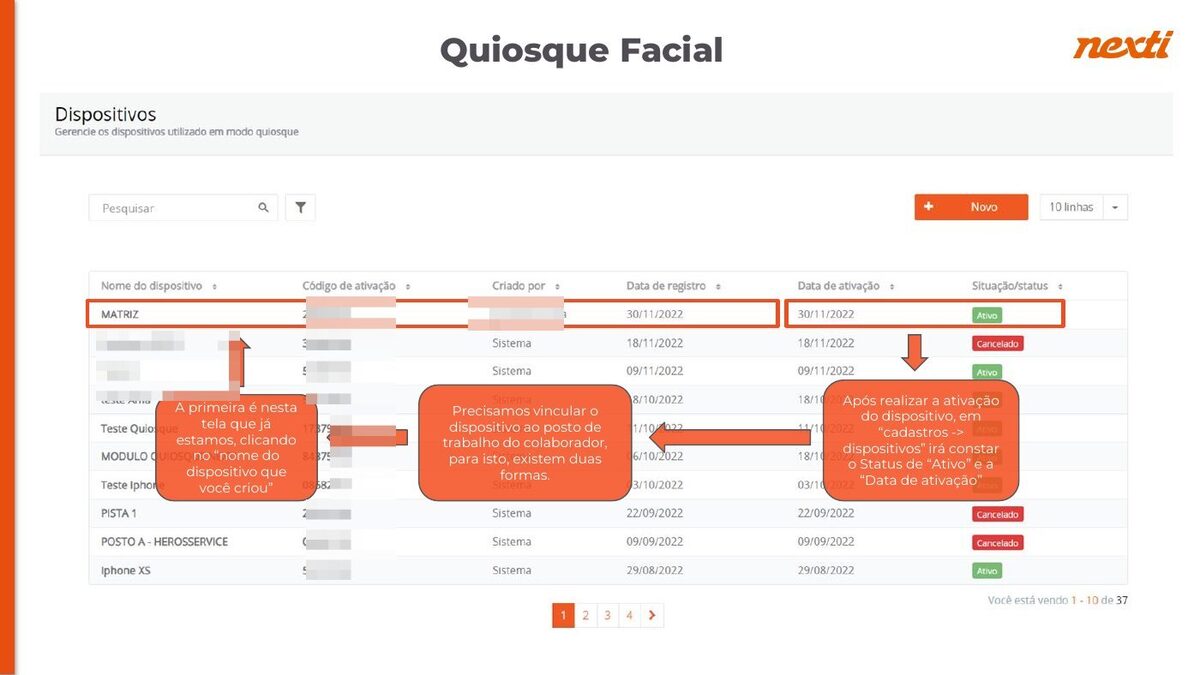 Quiosque Facial
nexti
Dispositivos
Gerencie os dispositivos utilizado em modo quiosque
Pesquisar
+ Novo
10 linhas
Nome do dispositivo Código de ativação Criado por Data de registro Data de ativação Situação/status
MATRIZ 30/11/2022 30/11/2022 Ativo
Sistema 18/11/2022 18/11/2022 Cancelado
Sistema 09/11/2022 09/11/2022 Ativo
A primeira é nesta
tela que já
estamos, clicando
no “nome do
dispositivo que
você criou”
Precisamos vincular o
dispositivo ao posto de
trabalho do colaborador,
para isto, existem duas
formas.
Após realizar a ativação
do dispositivo, em
“cadastros ->
dispositivos” irá constar
o Status de “Ativo” e a
“Data de ativação”
Teste Quiosque
MODULO
06/10/2022
Teste Iphone
03/10/2022
PISTA 1 Sistema 22/09/2022 22/09/2022 Cancelado
POSTO A - HEROSSERVICE Sistema 09/09/2022 09/09/2022 Cancelado
Iphone XS Sistema 29/08/2022 29/08/2022 Ativo
Você está vendo 1 - 10 de 37
1 2 3 4